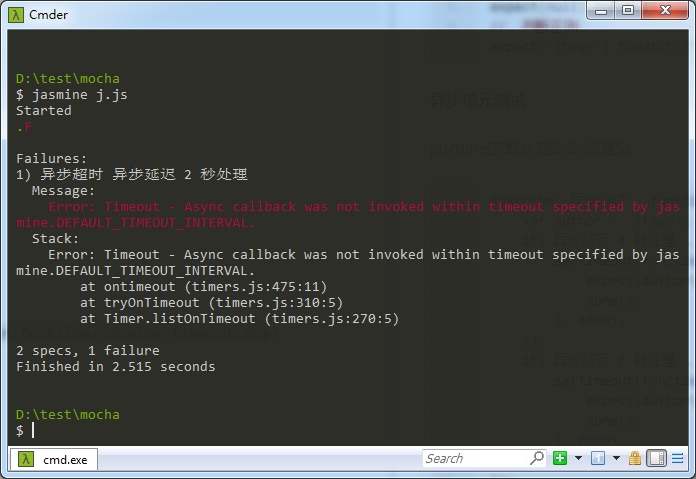 Cmder
D:\test\mocha
$ jasmine j.js
Started
.F
Failures:
1) 异步超时 异步延迟 2 秒处理
Message:
Error: Timeout - Async callback was not invoked within timeout specified by jas
mine.DEFAULT_TIMEOUT_INTERVAL.
Stack:
Error: Timeout - Async callback was not invoked within timeout specified by jas
mine.DEFAULT_TIMEOUT_INTERVAL.
at ontimeout (timers.js:475:11)
at tryOnTimeout (timers.js:310:5)
at Timer.listOnTimeout (timers.js:270:5)
2 specs, 1 failure
Finished in 2.515 seconds
D:\test\mocha
$
cmd.exe
Search